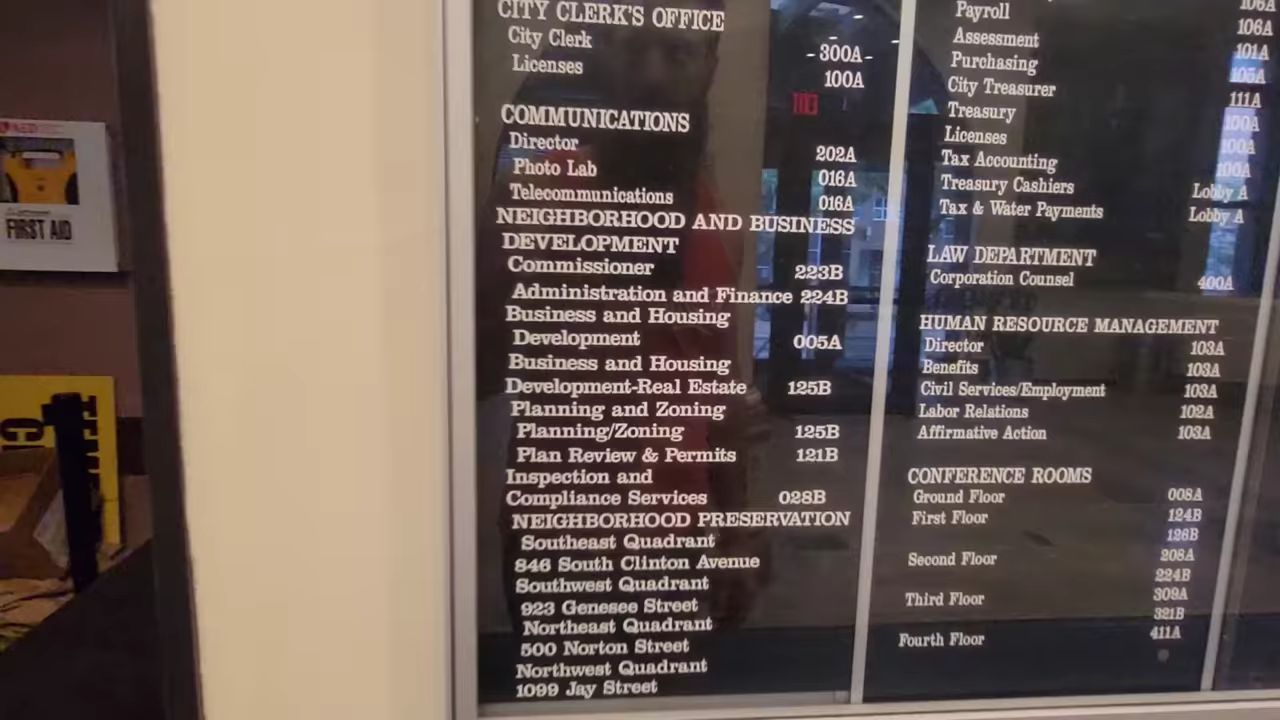 AED
FIRST AID
CITY CLERK'S OFFICE
City Clerk 300A
Licenses 100A
COMMUNICATIONS
Director 202A
Photo Lab 016A
Telecommunications 016A
NEIGHBORHOOD AND BUSINESS
DEVELOPMENT
Commissioner 223B
Administration and Finance 224B
Business and Housing
Development 005A
Business and Housing
Development-Real Estate 125B
Planning and Zoning
Planning/Zoning 125B
Plan Review & Permits 121B
Inspection and
Compliance Services 028B
NEIGHBORHOOD PRESERVATION
Southeast Quadrant
846 South Clinton Avenue
Southwest Quadrant
923 Genesee Street
Northeast Quadrant
500 Norton Street
Northwest Quadrant
1099 Jay Street
106A
Payroll 106A
Assessment 101A
Purchasing 105A
City Treasurer 111A
Treasury 100A
Licenses 100A
Tax Accounting 100A
Treasury Cashiers Lobby A
Tax & Water Payments Lobby A
LAW DEPARTMENT
Corporation Counsel 400A
HUMAN RESOURCE MANAGEMENT
Director 103A
Benefits 103A
Civil Services/Employment 103A
Labor Relations 102A
Affirmative Action 103A
CONFERENCE ROOMS
Ground Floor 008A
First Floor 124B
126B
Second Floor 208A
224B
Third Floor 309A
321B
Fourth Floor 411A